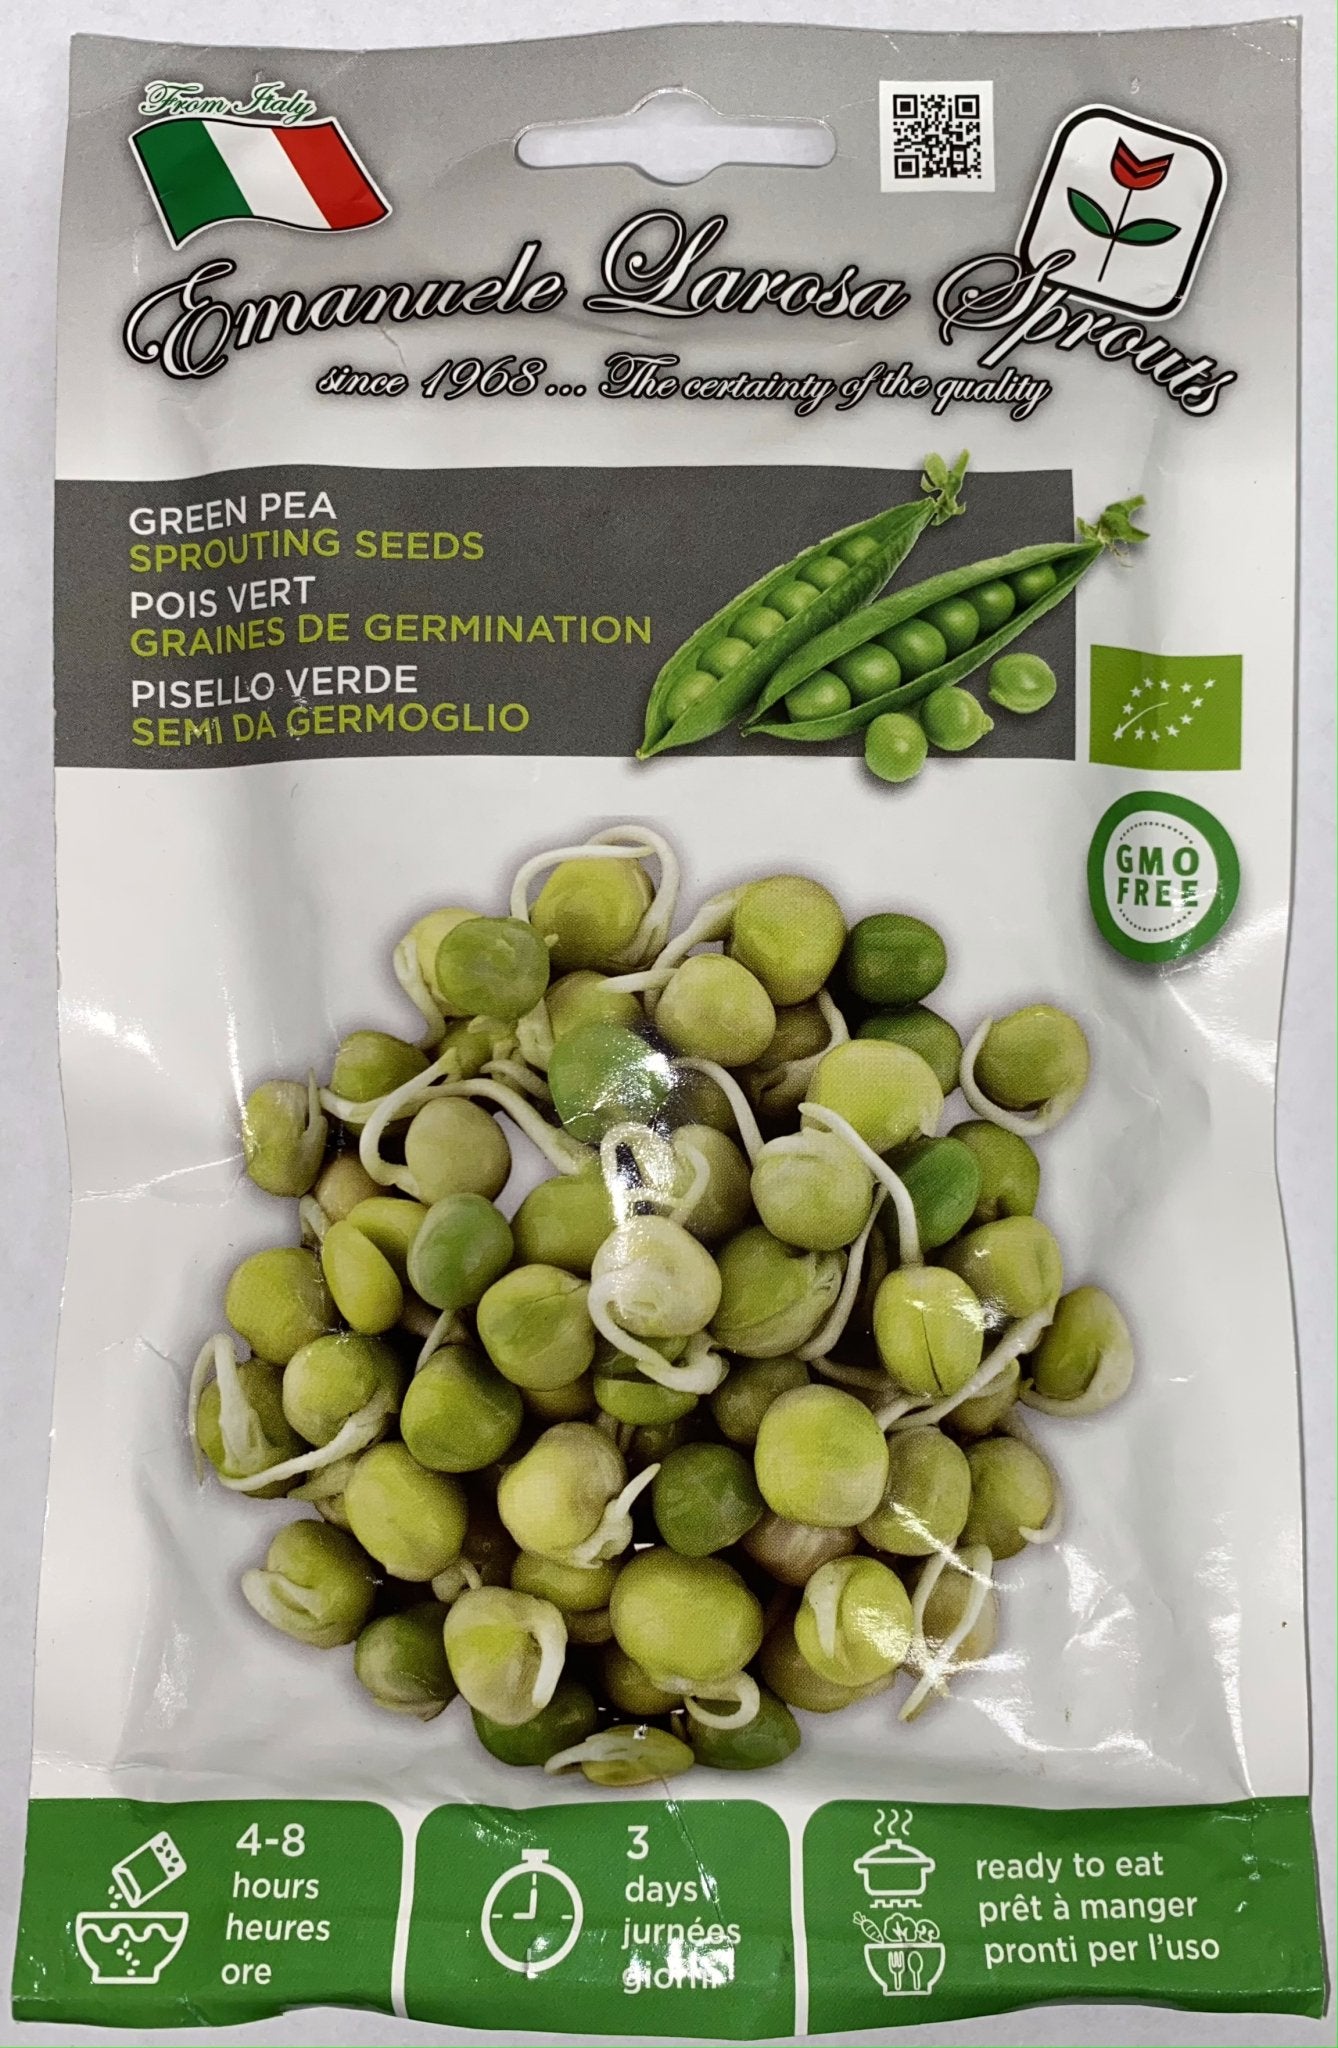 From Italy
Emanuele Larosa Sprouts
since 1968... The certainty of the quality
GREEN PEA
SPROUTING SEEDS
POIS VERT
GRAINES DE GERMINATION
PISELLO VERDE
SEMI DA GERMOGLIO
GMO
FREE
4-8
hours
heures
ore
3
days
jurnées
giorni
ready to eat
prêt à manger
pronti per l'uso